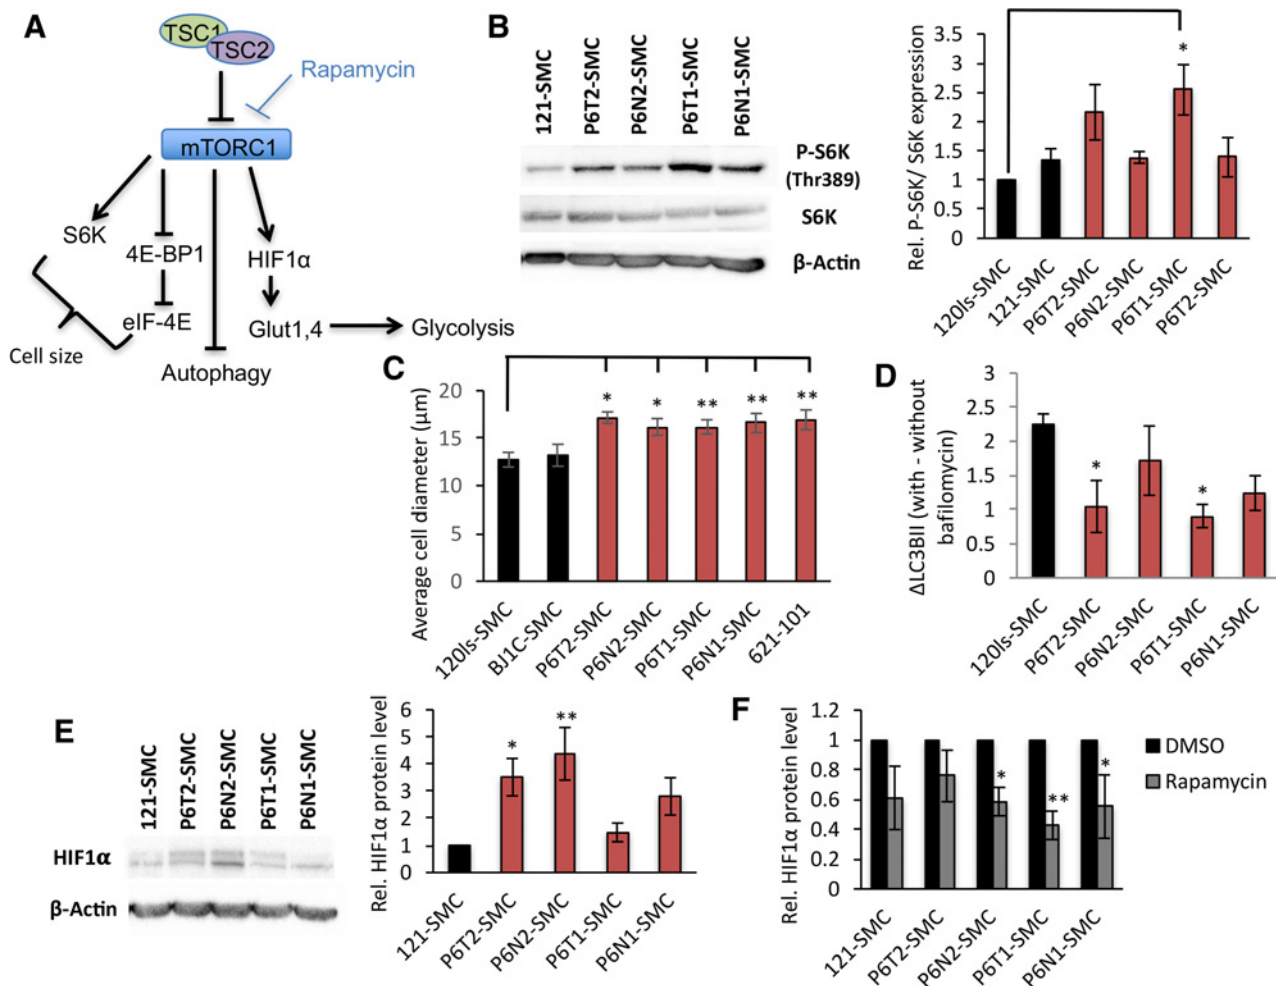 A
TSC1
TSC2
Rapamycin
mTORC1
S6K
4E-BP1
HIF1α
eIF-4E
Glut1,4
Glycolysis
Cell size
Autophagy
B
121-SMC
P6T2-SMC
P6N2-SMC
P6T1-SMC
P6N1-SMC
P-S6K
(Thr389)
S6K
β-Actin
Rel. P-S6K/ S6K expression
3.5
3
2.5
2
1.5
1
0.5
0
*
120ls-SMC
121-SMC
P6T2-SMC
P6N2-SMC
P6T1-SMC
P6T2-SMC
C
Average cell diameter (µm)
20
15
10
5
0
* * ** ** **
120ls-SMC
BJ1C-SMC
P6T2-SMC
P6N2-SMC
P6T1-SMC
P6N1-SMC
621-101
D
ΔLC3BII (with - without
bafilomycin)
3
2.5
2
1.5
1
0.5
0
* *
120ls-SMC
P6T2-SMC
P6N2-SMC
P6T1-SMC
P6N1-SMC
E
121-SMC
P6T2-SMC
P6N2-SMC
P6T1-SMC
P6N1-SMC
HIF1α
β-Actin
Rel. HIF1α protein level
6
5
4
3
2
1
0
* **
121-SMC
P6T2-SMC
P6N2-SMC
P6T1-SMC
P6N1-SMC
F
Rel. HIF1α protein level
1.2
1
0.8
0.6
0.4
0.2
0
* ** *
DMSO
Rapamycin
121-SMC
P6T2-SMC
P6N2-SMC
P6T1-SMC
P6N1-SMC